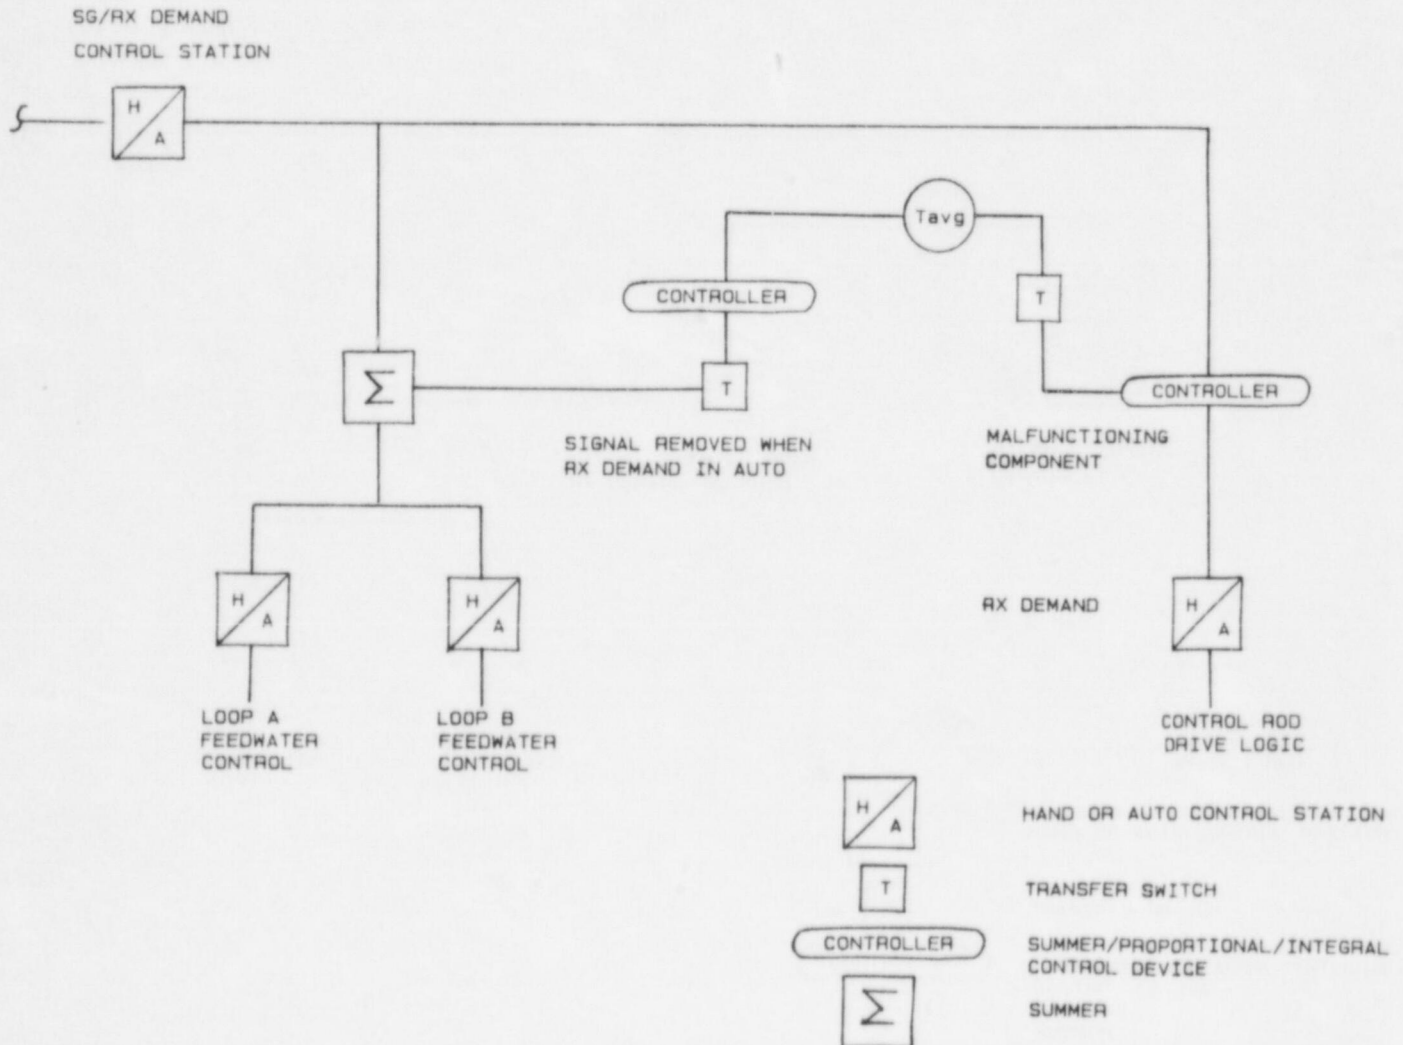 SG/RX DEMAND
CONTROL STATION
H
A
Tavg
CONTROLLER
T
Σ
T
CONTROLLER
SIGNAL REMOVED WHEN
RX DEMAND IN AUTO
MALFUNCTIONING
COMPONENT
H
A
H
A
RX DEMAND
H
A
LOOP A
FEEDWATER
CONTROL
LOOP B
FEEDWATER
CONTROL
CONTROL ROD
DRIVE LOGIC
H
A
HAND OR AUTO CONTROL STATION
T
TRANSFER SWITCH
CONTROLLER
SUMMER/PROPORTIONAL/INTEGRAL
CONTROL DEVICE
Σ
SUMMER